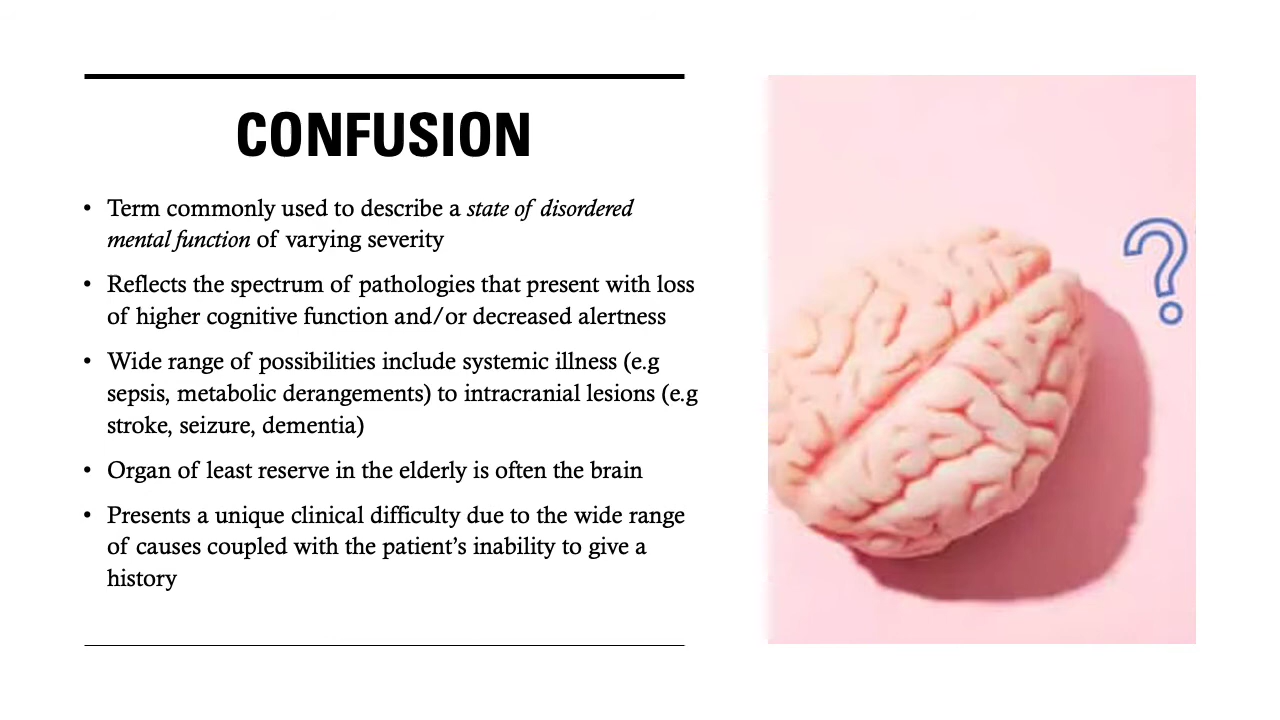 CONFUSION
• Term commonly used to describe a state of disordered
mental function of varying severity
• Reflects the spectrum of pathologies that present with loss
of higher cognitive function and/or decreased alertness
• Wide range of possibilities include systemic illness (e.g
sepsis, metabolic derangements) to intracranial lesions (e.g
stroke, seizure, dementia)
• Organ of least reserve in the elderly is often the brain
• Presents a unique clinical difficulty due to the wide range
of causes coupled with the patient’s inability to give a
history
?